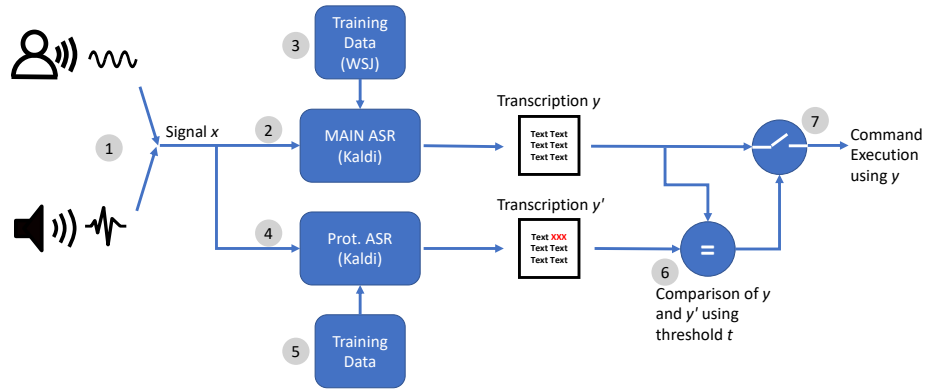 3
Training
Data
(WSJ)
1
Signal x
2
MAIN ASR
(Kaldi)
Transcription y
Text Text
Text Text
Text Text
7
Command
Execution
using y
4
Prot. ASR
(Kaldi)
Transcription y'
Text XXX
Text Text
Text Text
=
6
Comparison of y
and y' using
threshold t
5
Training
Data